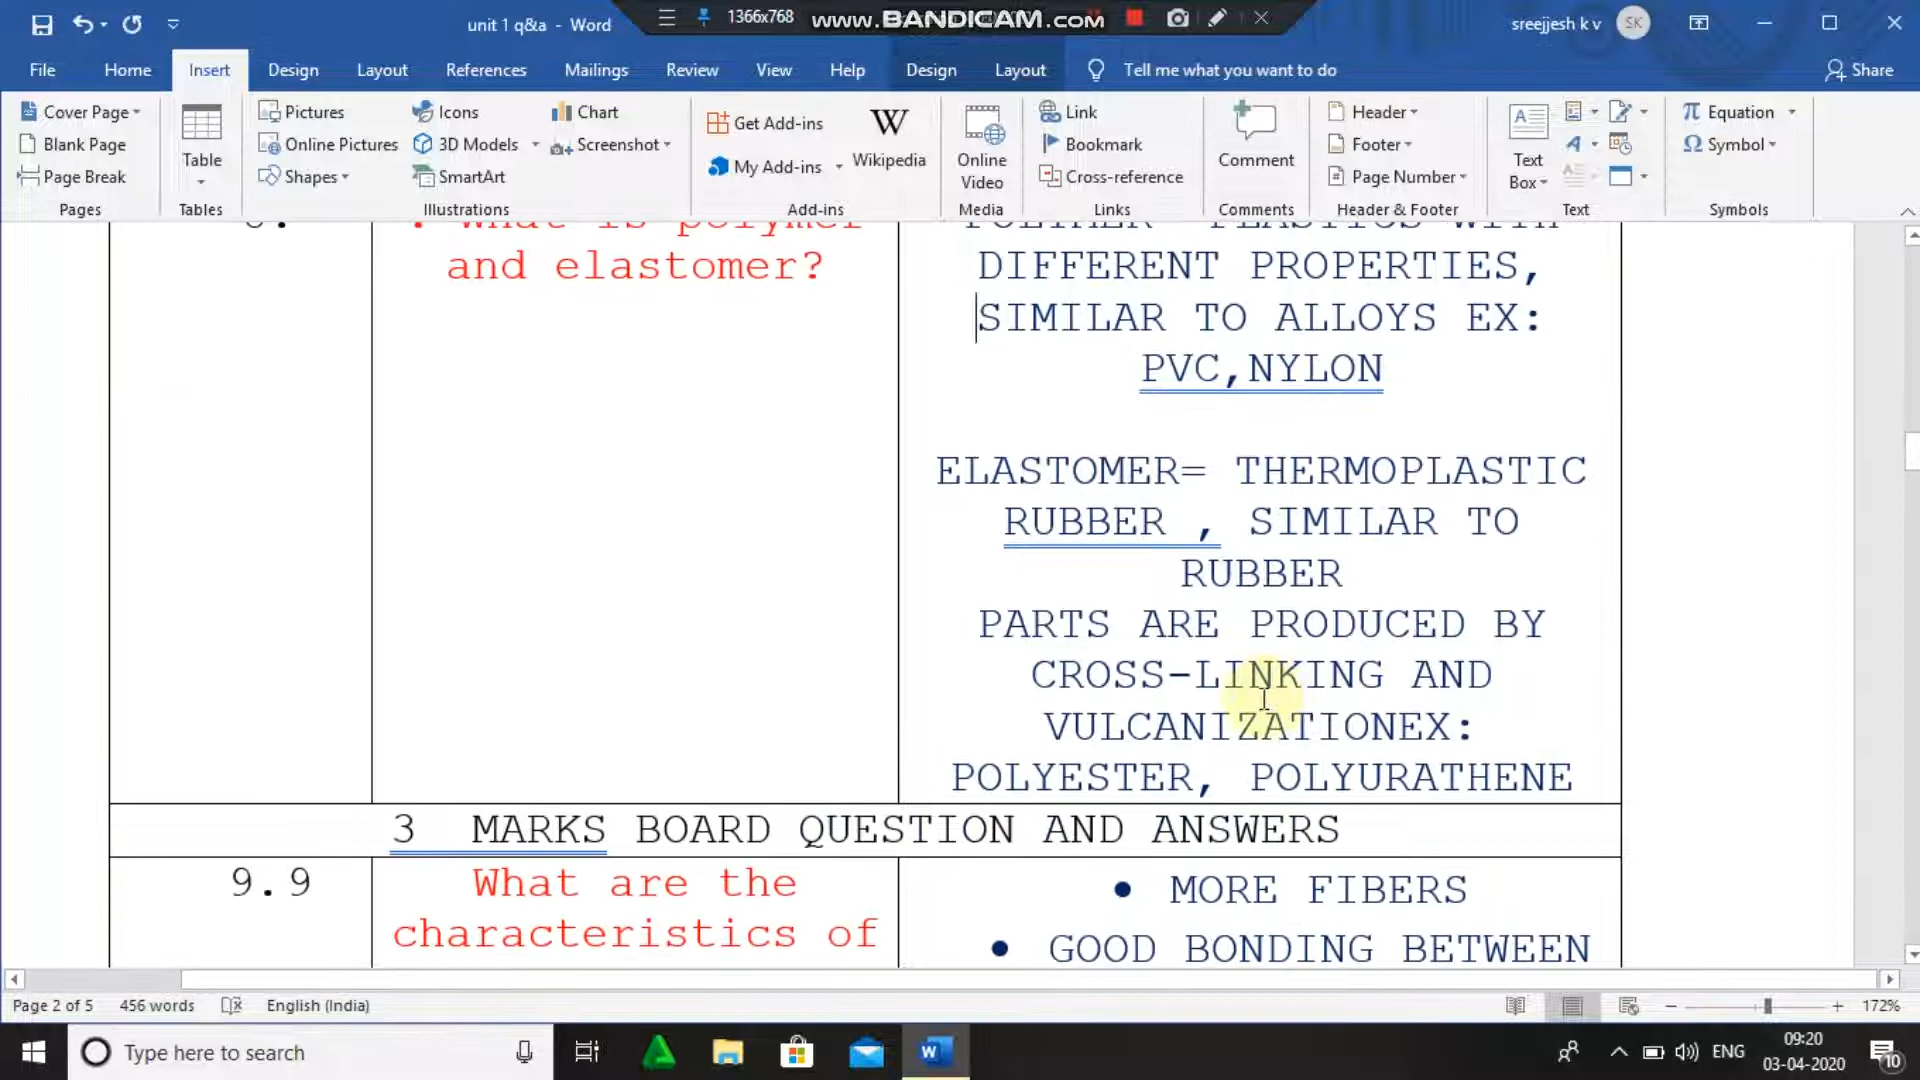 unit 1 q&a - Word
1366x768
www.BANDICAM.com
sreejjesh k v
SK
File Home Insert Design Layout References Mailings Review View Help Design Layout Tell me what you want to do Share
Cover Page
Blank Page
Page Break
Pages
Table
Tables
Pictures
Online Pictures
Shapes
Icons
3D Models
SmartArt
Chart
Screenshot
Illustrations
Get Add-ins
My Add-ins
W
Wikipedia
Add-ins
Online
Video
Media
Link
Bookmark
Cross-reference
Links
Comment
Comments
Header
Footer
Page Number
Header & Footer
Text
Box
Text
Equation
Symbol
Symbols
. What is polymer
and elastomer?
PLASTICS WITH
DIFFERENT PROPERTIES,
SIMILAR TO ALLOYS EX:
PVC,NYLON
ELASTOMER= THERMOPLASTIC
RUBBER , SIMILAR TO
RUBBER
PARTS ARE PRODUCED BY
CROSS-LINKING AND
VULCANIZATIONEX:
POLYESTER, POLYURATHENE
3 MARKS BOARD QUESTION AND ANSWERS
9.9
What are the
characteristics of
• MORE FIBERS
• GOOD BONDING BETWEEN
Page 2 of 5 456 words English (India) 172%
Type here to search
W
ENG
09:20
03-04-2020
10